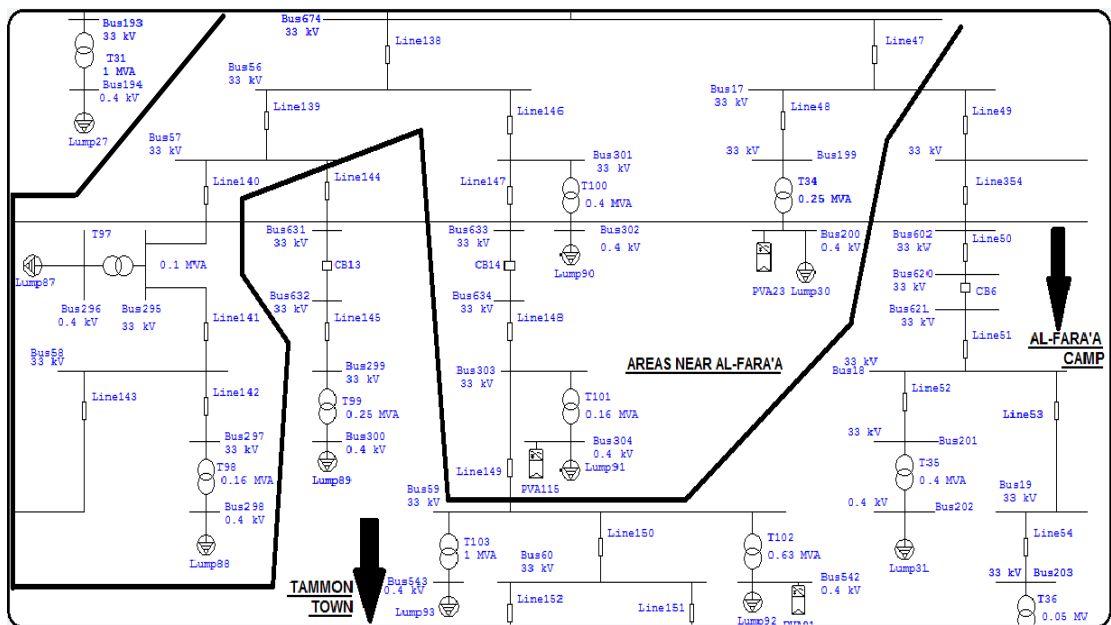 Bus193
33 kV
T31
1 MVA
Bus194
0.4 kV
Lump27
Bus674
33 kV
Line138
Line47
Bus56
33 kV
Line139
Line146
Bus17
33 kV
Line48
Line49
Bus57
33 kV
Line140
Line144
Bus301
33 kV
Line147
T100
0.4 MVA
33 kV
Bus199
T34
0.25 MVA
33 kV
Line354
T97
0.1 MVA
Lump87
Bus296
0.4 kV
Bus295
33 kV
Bus631
33 kV
CB13
Bus632
33 kV
Bus633
33 kV
CB14
Bus634
33 kV
Bus302
0.4 kV
Lump90
Bus200
0.4 kV
PVA23
Lump30
Bus602
33 kV
Line50
Bus620
33 kV
CB6
Bus621
33 kV
Line51
AL-FARA'A
CAMP
Line141
Line145
Line148
Bus58
33 kV
Line143
Line142
Bus299
33 kV
T99
0.25 MVA
Bus300
0.4 kV
Lump89
Bus303
33 kV
T101
0.16 MVA
Bus304
0.4 kV
PVA115
Lump91
AREAS NEAR AL-FARA'A
33 kV
Bus18
Line52
Line53
33 kV
Bus201
T35
0.4 MVA
0.4 kV
Bus202
Lump31
Bus19
33 kV
Line54
33 kV
Bus203
T36
0.05 MV
Bus297
33 kV
T98
0.16 MVA
Bus298
0.4 kV
Lump88
Line149
Bus59
33 kV
T103
1 MVA
Bus543
0.4 kV
Lump93
Line150
Bus60
33 kV
Line152
Line151
T102
0.63 MVA
Bus542
0.4 kV
Lump92
TAMMON
TOWN